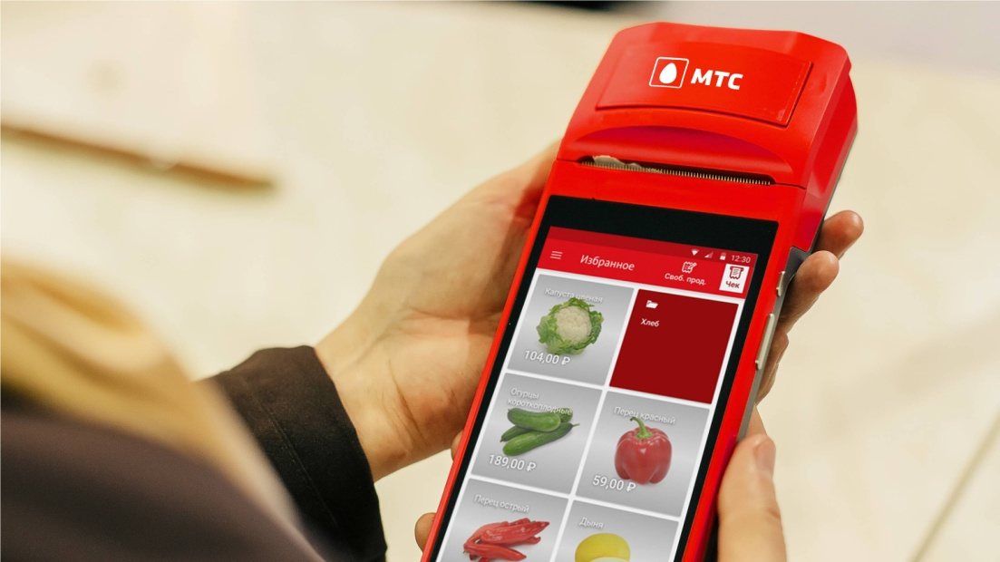 МТС
12:30
Избранное
Своб. прод.
Чек
Капуста цветная
104,00 ₽
Хлеб
Огурцы
короткоплодные
189,00 ₽
Перец красный
59,00 ₽
Перец острый
Дыня